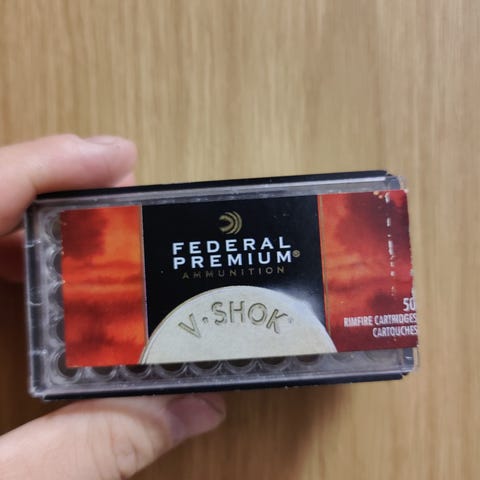 FEDERAL
PREMIUM®
AMMUNITION
V·SHOK·
50
RIMFIRE CARTRIDGES
CARTOUCHES